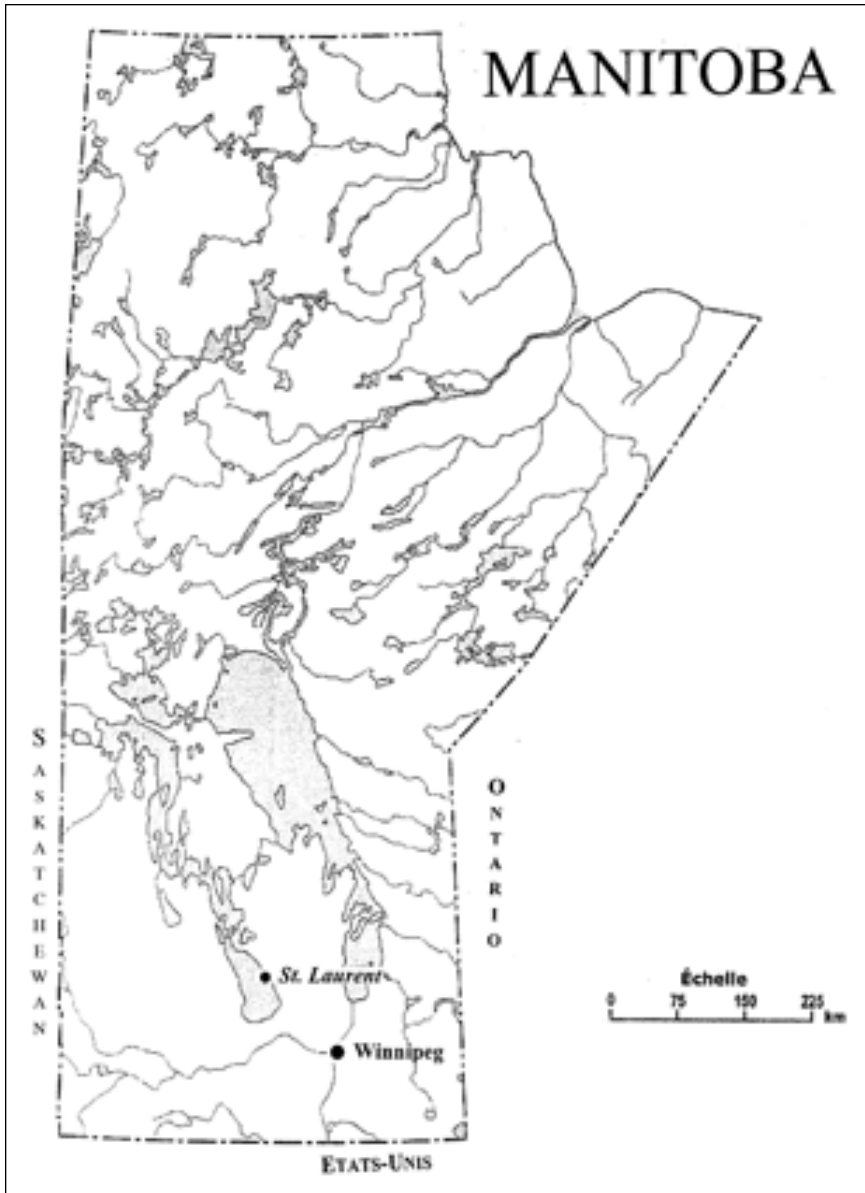 MANITOBA
SASKATCHEWAN
ONTARIO
St. Laurent
Échelle
0 75 150 225
km
Winnipeg
ETATS-UNIS